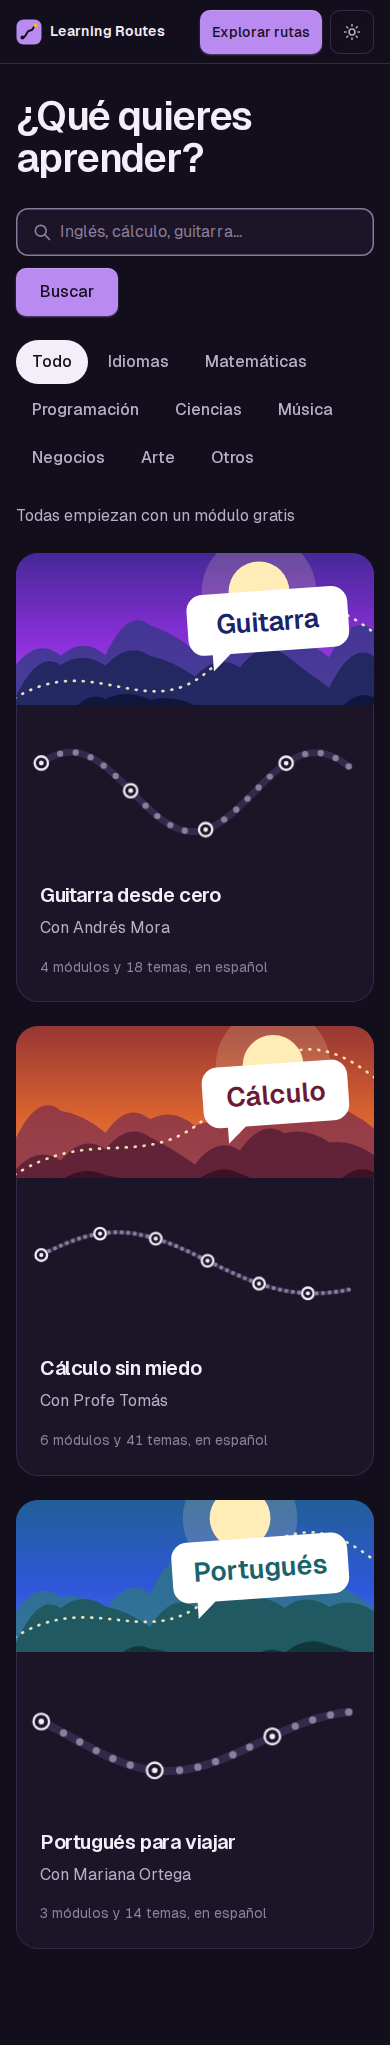 Learning Routes
Explorar rutas
¿Qué quieres
aprender?
Inglés, cálculo, guitarra...
Buscar
Todo Idiomas Matemáticas
Programación Ciencias Música
Negocios Arte Otros
Todas empiezan con un módulo gratis
Guitarra
Guitarra desde cero
Con Andrés Mora
4 módulos y 18 temas, en español
Cálculo
Cálculo sin miedo
Con Profe Tomás
6 módulos y 41 temas, en español
Portugués
Portugués para viajar
Con Mariana Ortega
3 módulos y 14 temas, en español